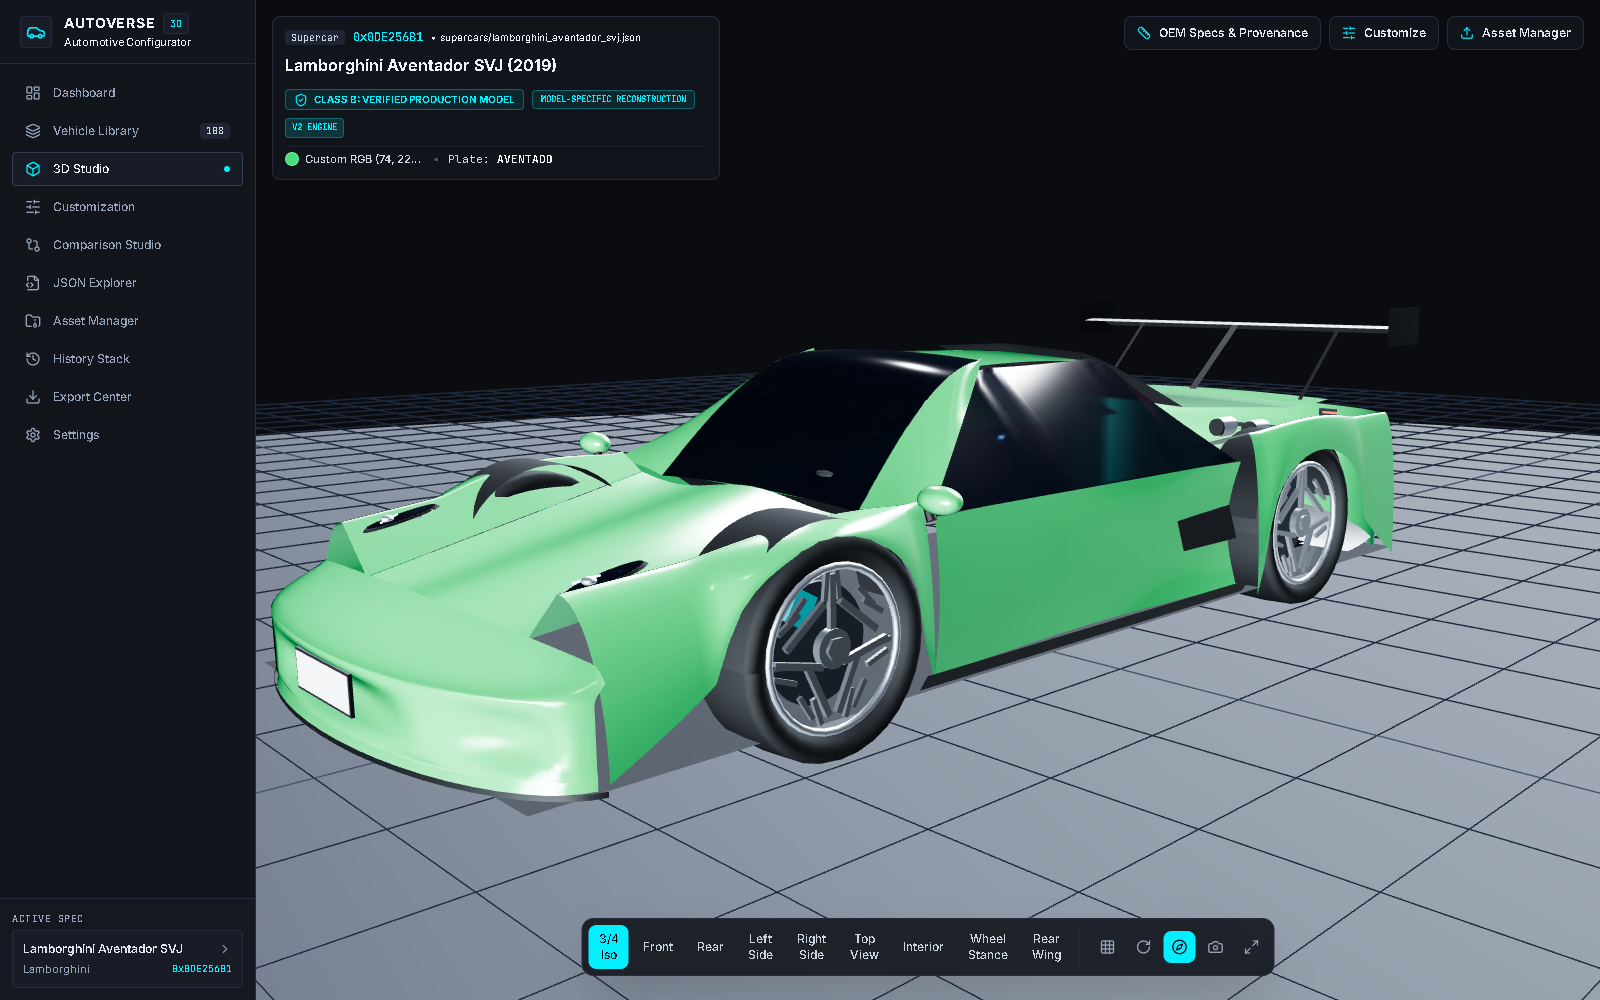 AUTOVERSE 3D
Automotive Configurator
Dashboard
Vehicle Library 188
3D Studio
Customization
Comparison Studio
JSON Explorer
Asset Manager
History Stack
Export Center
Settings
ACTIVE SPEC
Lamborghini Aventador SVJ
Lamborghini 0x0DE256B1
Supercar 0x0DE256B1 • supercars/lamborghini_aventador_svj.json
Lamborghini Aventador SVJ (2019)
CLASS B: VERIFIED PRODUCTION MODEL MODEL-SPECIFIC RECONSTRUCTION
V2 ENGINE
Custom RGB (74, 22... • Plate: AVENTADO
OEM Specs & Provenance Customize Asset Manager
3/4 Iso
Front
Rear
Left Side
Right Side
Top View
Interior
Wheel Stance
Rear Wing